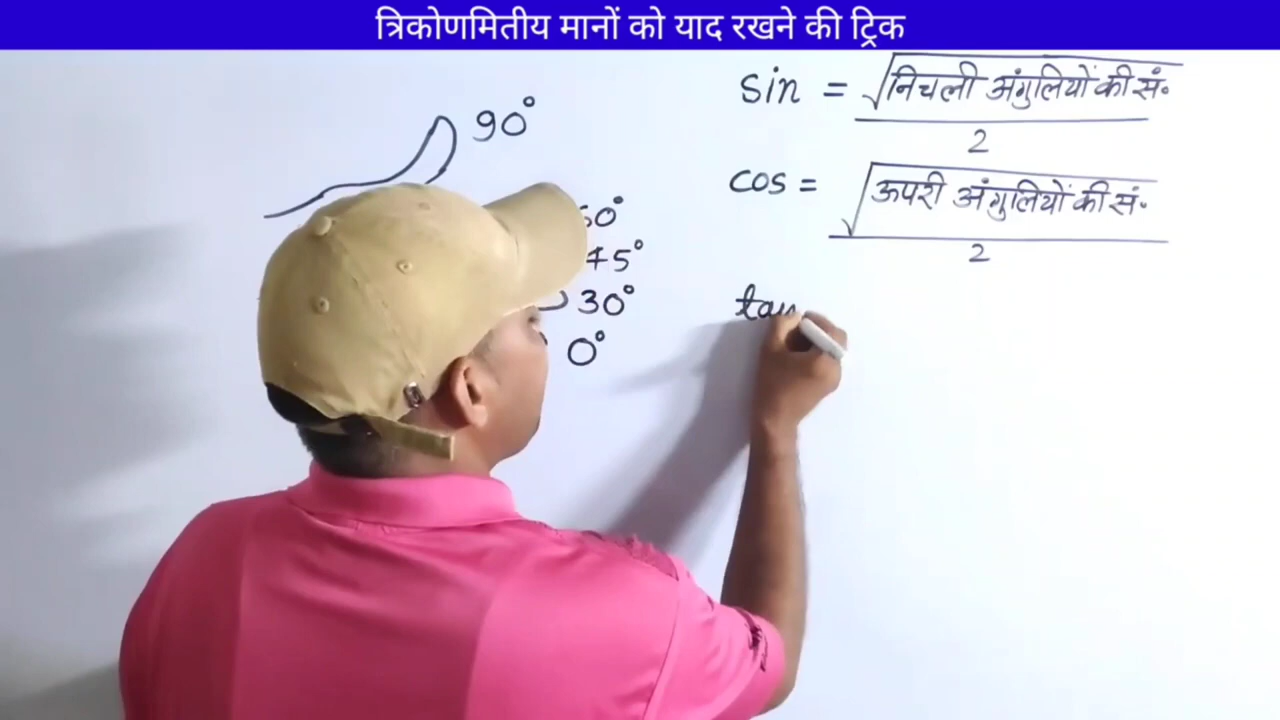 त्रिकोणमितीय मानों को याद रखने की ट्रिक
sin = √निचली अंगुलियों की सं.
2
cos = √ऊपरी अंगुलियों की सं.
2
90°
45°
30°
0°